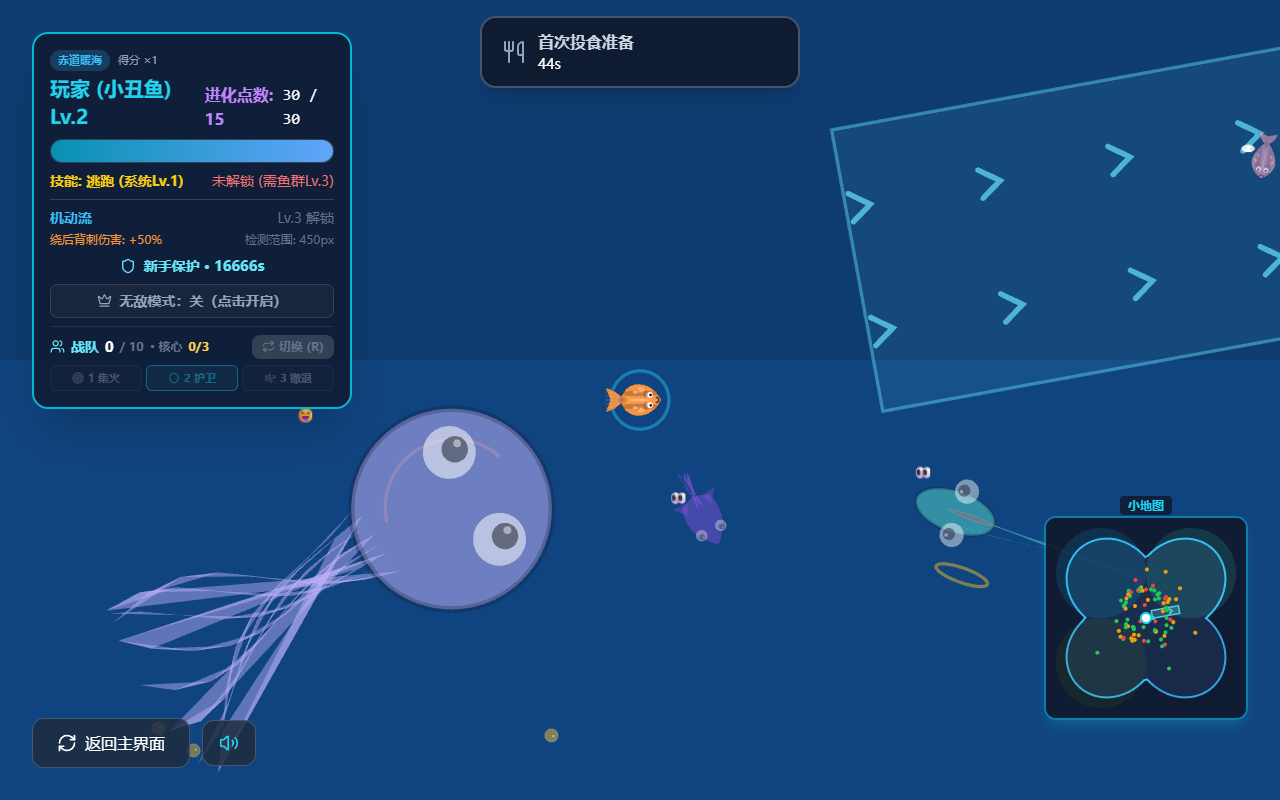 首次投食准备
44s
赤道暖海 得分 ×1
玩家 (小丑鱼) Lv.2
进化点数: 15
30 / 30
技能: 逃跑 (系统Lv.1) 未解锁 (需鱼群Lv.3)
机动流 Lv.3 解锁
绕后背刺伤害: +50% 检测范围: 450px
新手保护 • 16666s
无敌模式：关（点击开启）
战队 0 / 10 • 核心 0/3 切换 (R)
1 集火 2 护卫 3 撤退
小地图
返回主界面